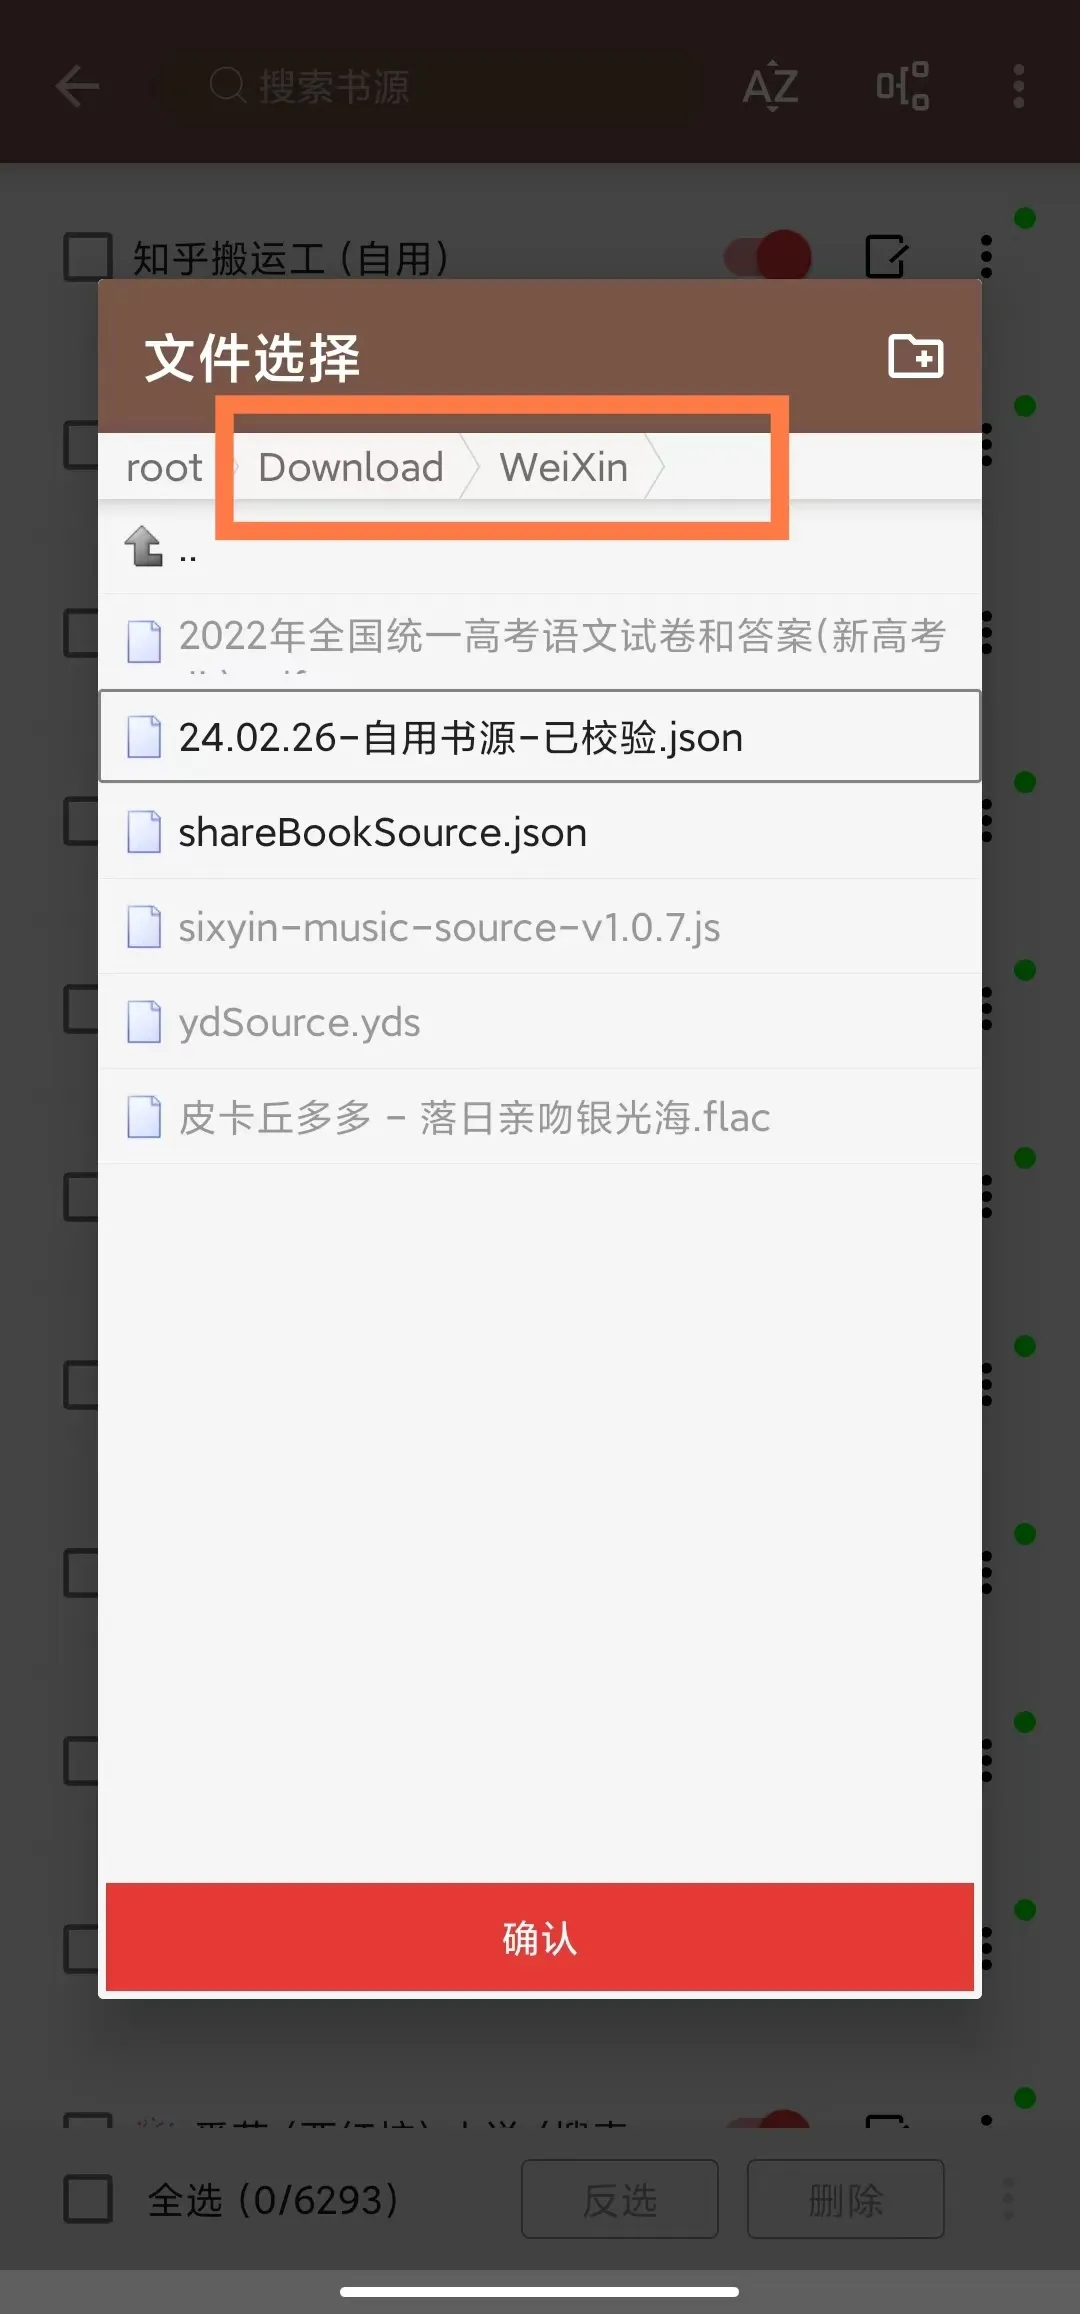 搜索书源
AZ
知乎搬运工 (自用)
文件选择
root Download WeiXin
..
2022年全国统一高考语文试卷和答案(新高考
24.02.26-自用书源-已校验.json
shareBookSource.json
sixyin-music-source-v1.0.7.js
ydSource.yds
皮卡丘多多 - 落日亲吻银光海.flac
确认
全选 (0/6293)
反选
删除